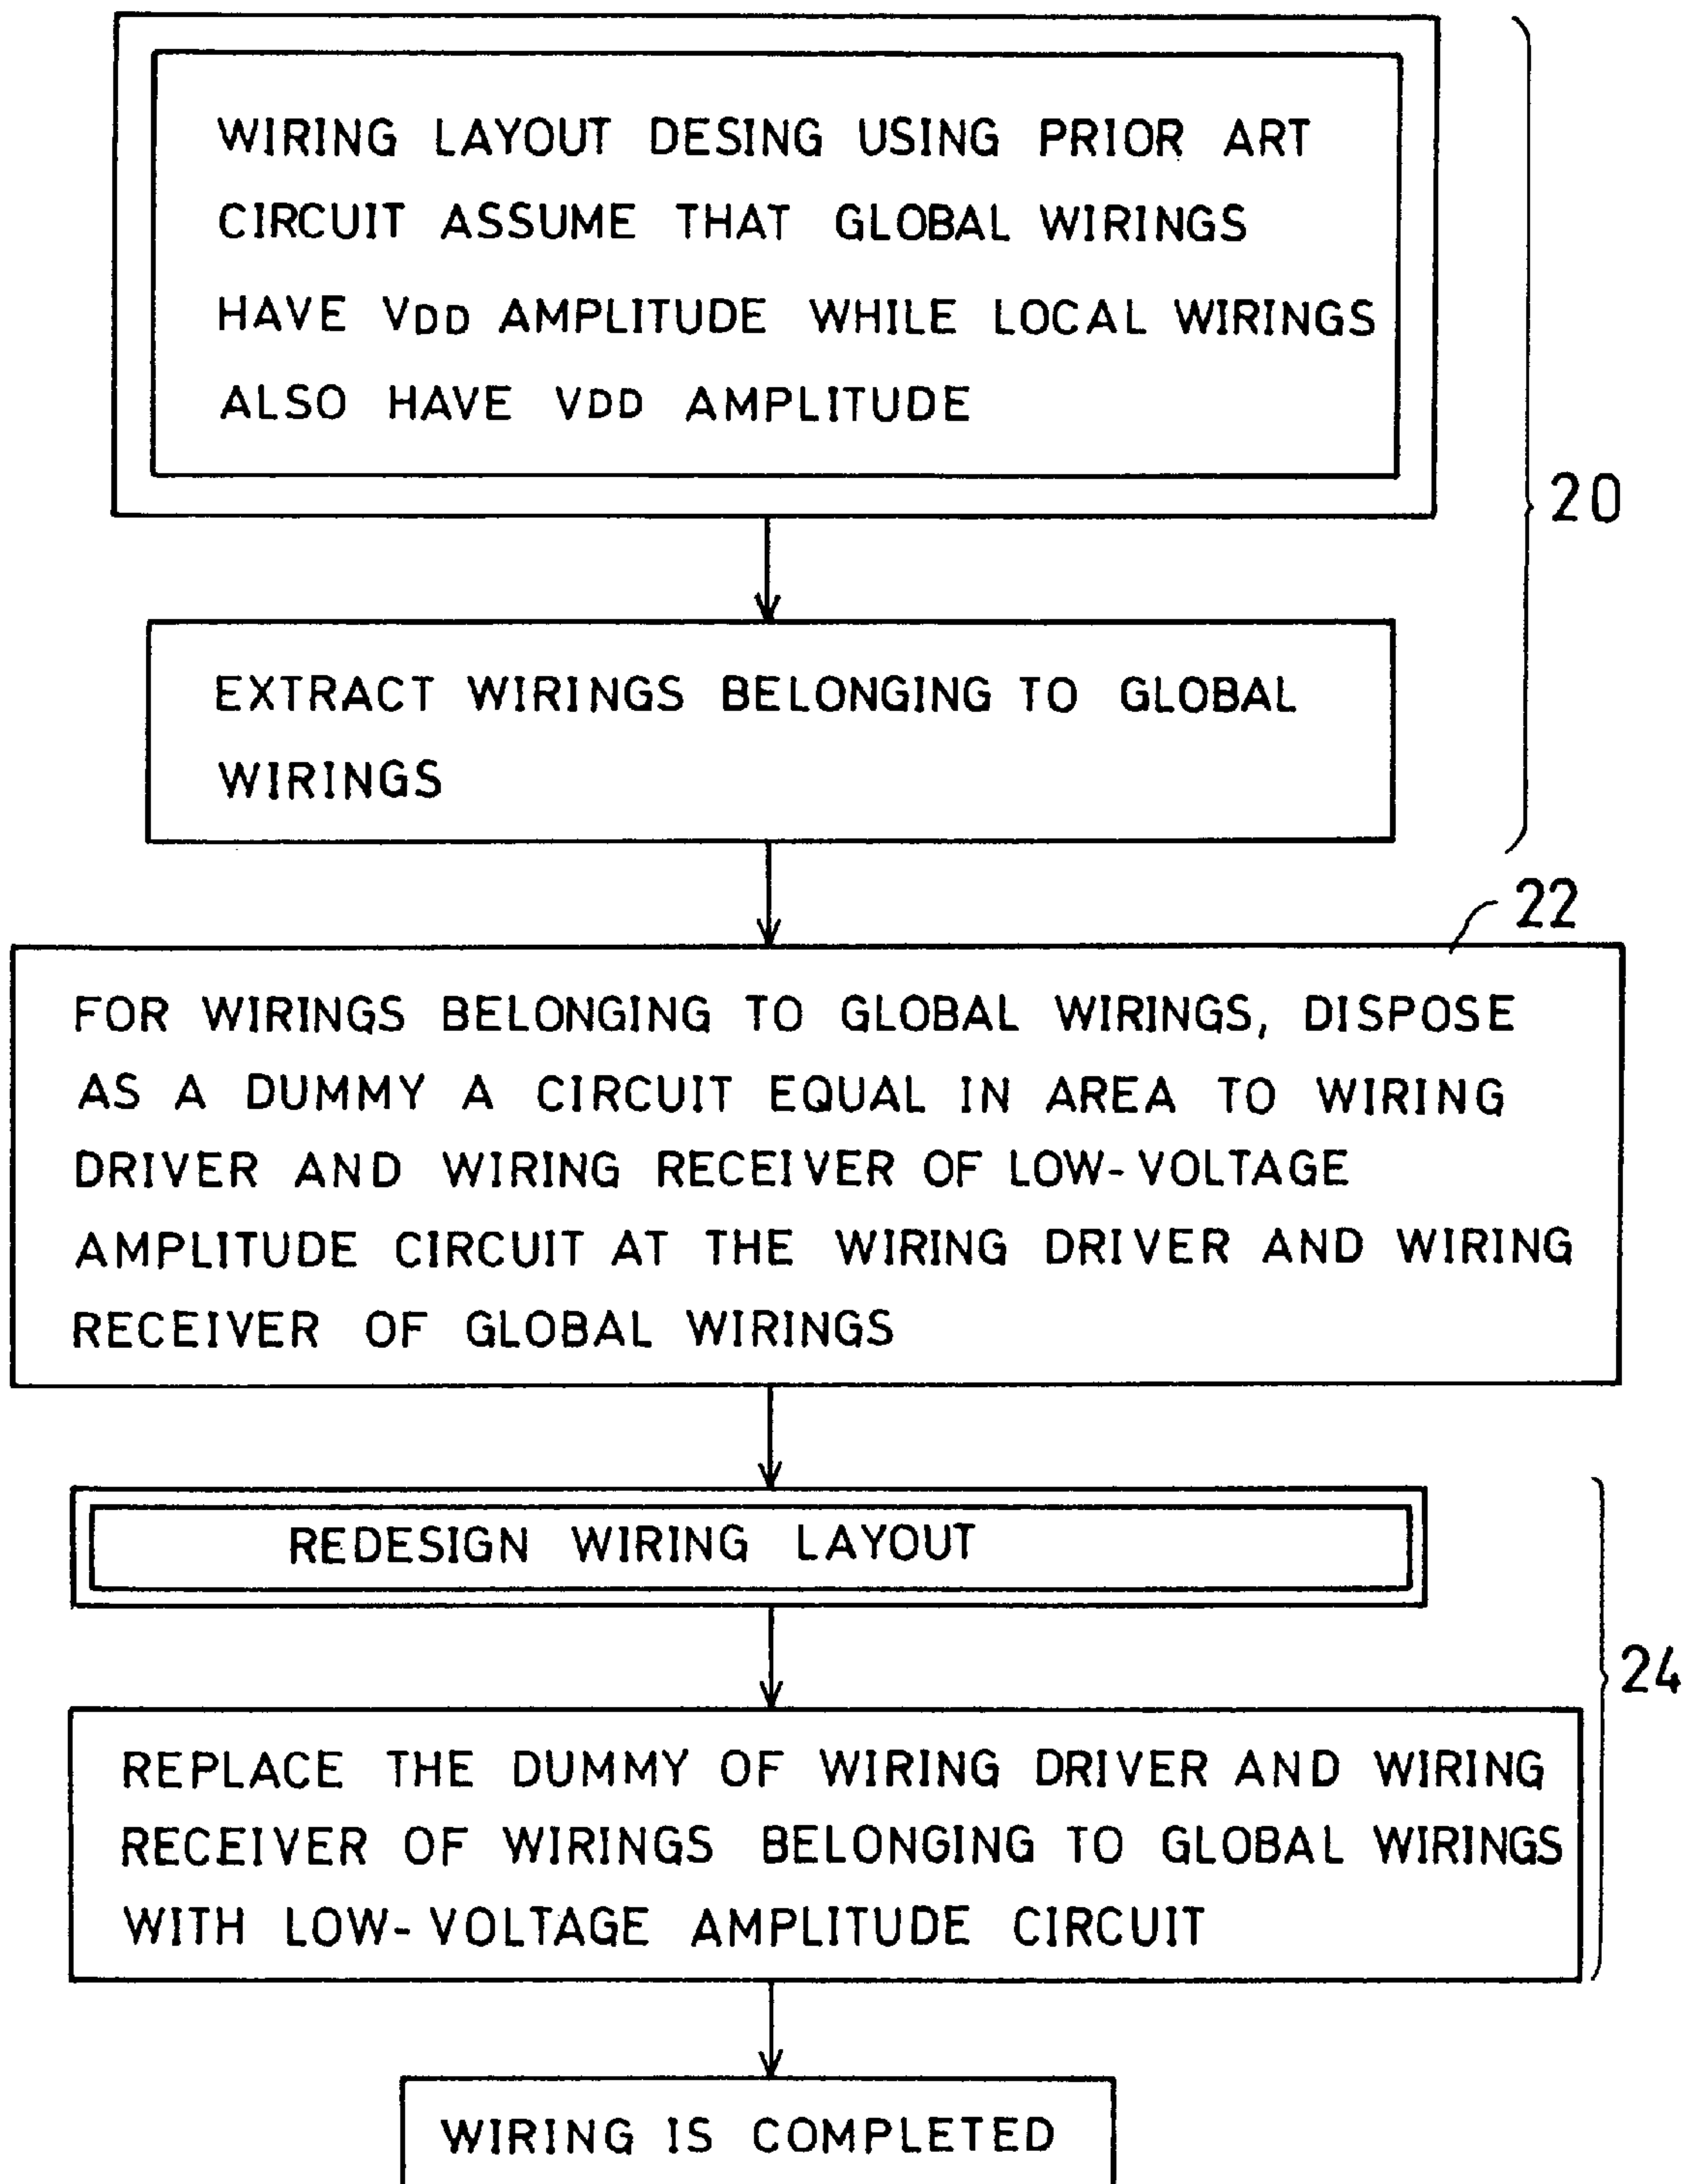 WIRING LAYOUT DESING USING PRIOR ART
CIRCUIT ASSUME THAT GLOBAL WIRINGS
HAVE VDD AMPLITUDE WHILE LOCAL WIRINGS
ALSO HAVE VDD AMPLITUDE
20
EXTRACT WIRINGS BELONGING TO GLOBAL
WIRINGS
22
FOR WIRINGS BELONGING TO GLOBAL WIRINGS, DISPOSE
AS A DUMMY A CIRCUIT EQUAL IN AREA TO WIRING
DRIVER AND WIRING RECEIVER OF LOW-VOLTAGE
AMPLITUDE CIRCUIT AT THE WIRING DRIVER AND WIRING
RECEIVER OF GLOBAL WIRINGS
REDESIGN WIRING LAYOUT
24
REPLACE THE DUMMY OF WIRING DRIVER AND WIRING
RECEIVER OF WIRINGS BELONGING TO GLOBAL WIRINGS
WITH LOW-VOLTAGE AMPLITUDE CIRCUIT
WIRING IS COMPLETED